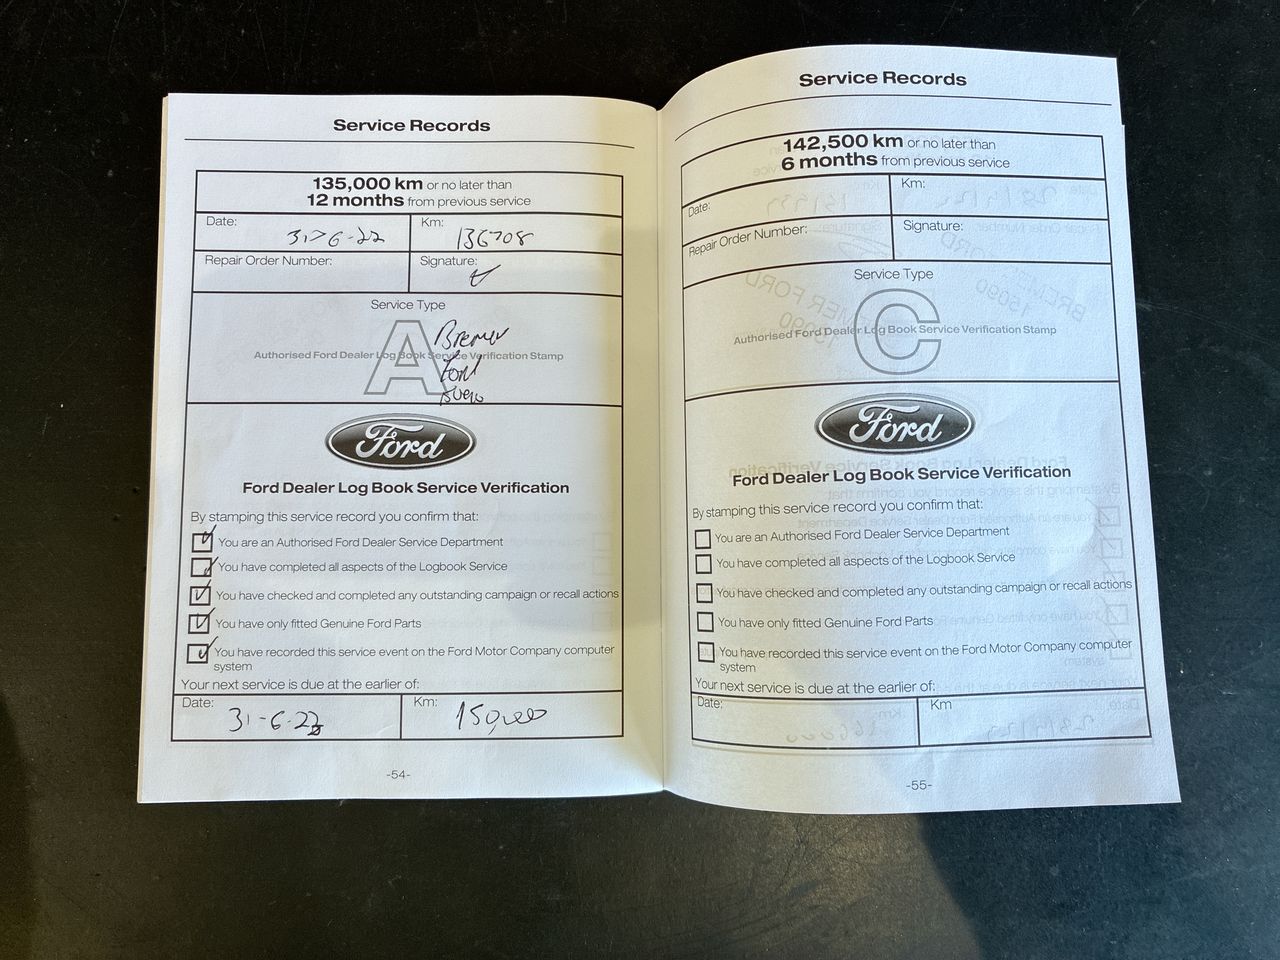 Service Records
135,000 km or no later than
12 months from previous service
Date:
Km:
136708
Repair Order Number:
Signature:
Service Type
A
Bremer
Authorised Ford Dealer Log Book Service Verification Stamp
Ford
Ford
Ford Dealer Log Book Service Verification
By stamping this service record you confirm that:
You are an Authorised Ford Dealer Service Department
You have completed all aspects of the Logbook Service
You have checked and completed any outstanding campaign or recall actions
You have only fitted Genuine Ford Parts
You have recorded this service event on the Ford Motor Company computer
system
Your next service is due at the earlier of:
Date:
Km:
150,000
-54-
Service Records
142,500 km or no later than
6 months from previous service
Date:
Km:
Repair Order Number:
Signature:
Service Type
C
Authorised Ford Dealer Log Book Service Verification Stamp
Ford
Ford Dealer Log Book Service Verification
By stamping this service record you confirm that:
You are an Authorised Ford Dealer Service Department
You have completed all aspects of the Logbook Service
You have checked and completed any outstanding campaign or recall actions
You have only fitted Genuine Ford Parts
You have recorded this service event on the Ford Motor Company computer
system
Your next service is due at the earlier of:
Date:
Km
-55-